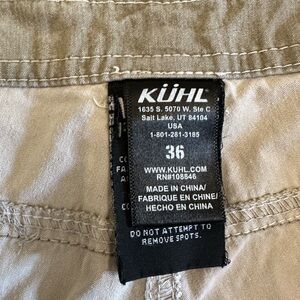 KÜHL
1635 S. 5070 W. Ste C
Salt Lake, UT 84104
USA
1-801-281-3185
36
WWW.KUHL.COM
RN#108846
MADE IN CHINA/
FABRIQUE EN CHINE/
HECHO EN CHINA
DO NOT ATTEMPT TO
REMOVE SPOTS.